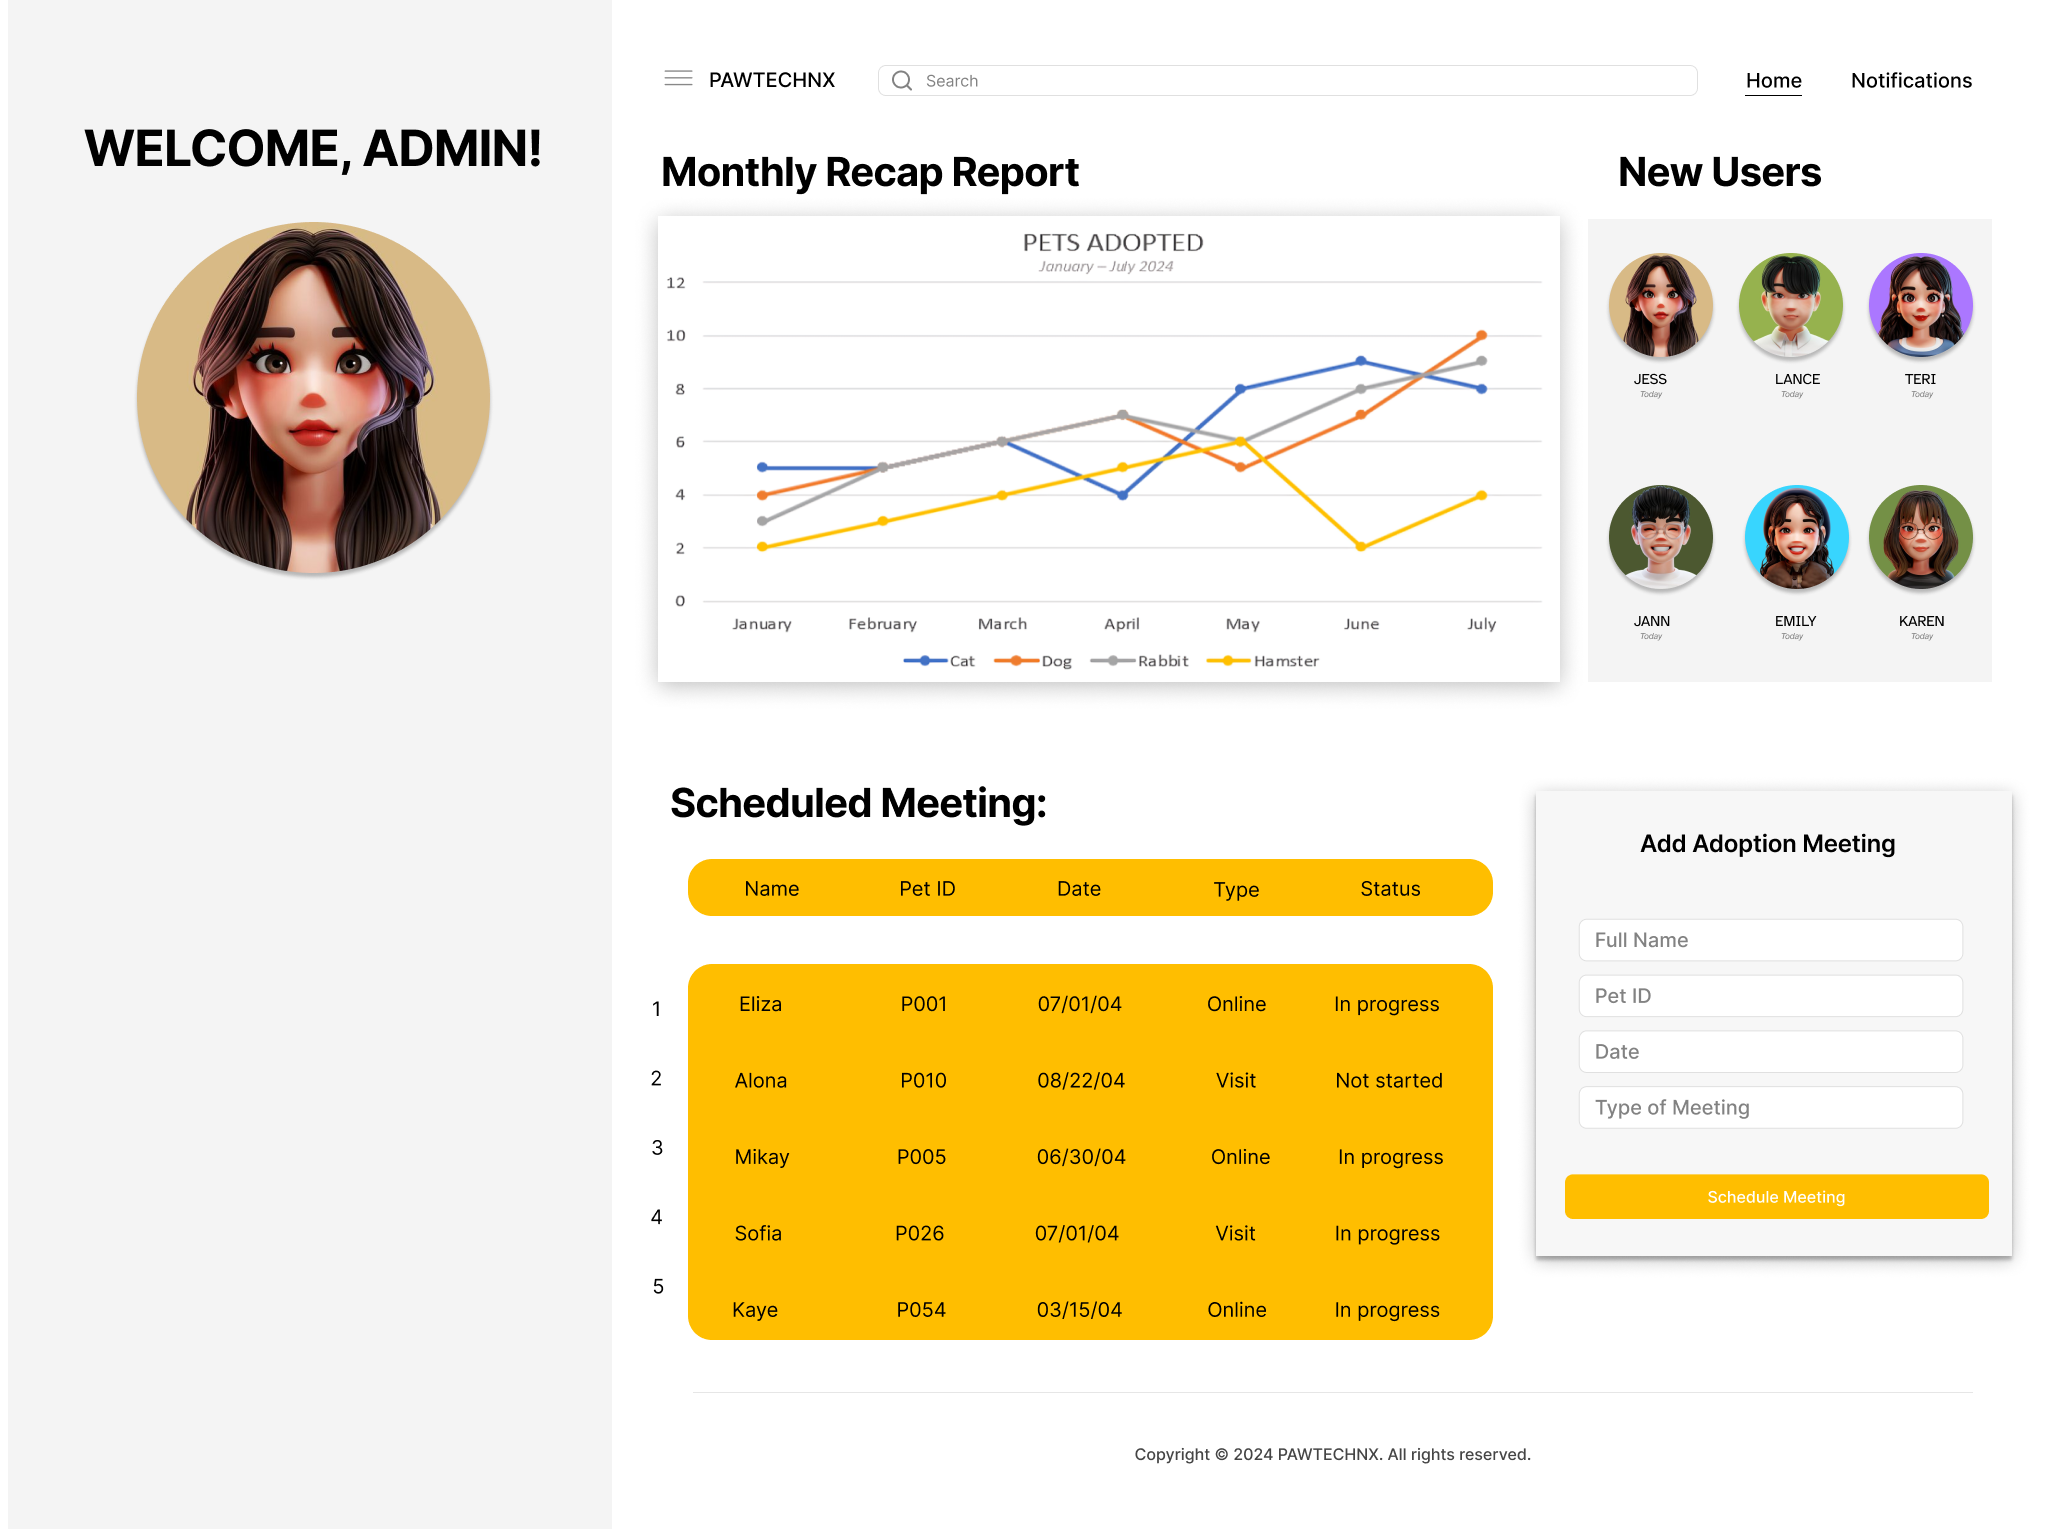 WELCOME, ADMIN!
PAWTECHNX
Search
Home
Notifications
Monthly Recap Report
PETS ADOPTED
January – July 2024
12
10
8
6
4
2
0
January February March April May June July
Cat Dog Rabbit Hamster
New Users
JESS LANCE TERI
Today Today Today
JANN EMILY KAREN
Today Today Today
Scheduled Meeting:
Name Pet ID Date Type Status
1 Eliza P001 07/01/04 Online In progress
2 Alona P010 08/22/04 Visit Not started
3 Mikay P005 06/30/04 Online In progress
4 Sofia P026 07/01/04 Visit In progress
5 Kaye P054 03/15/04 Online In progress
Add Adoption Meeting
Full Name
Pet ID
Date
Type of Meeting
Schedule Meeting
Copyright © 2024 PAWTECHNX. All rights reserved.